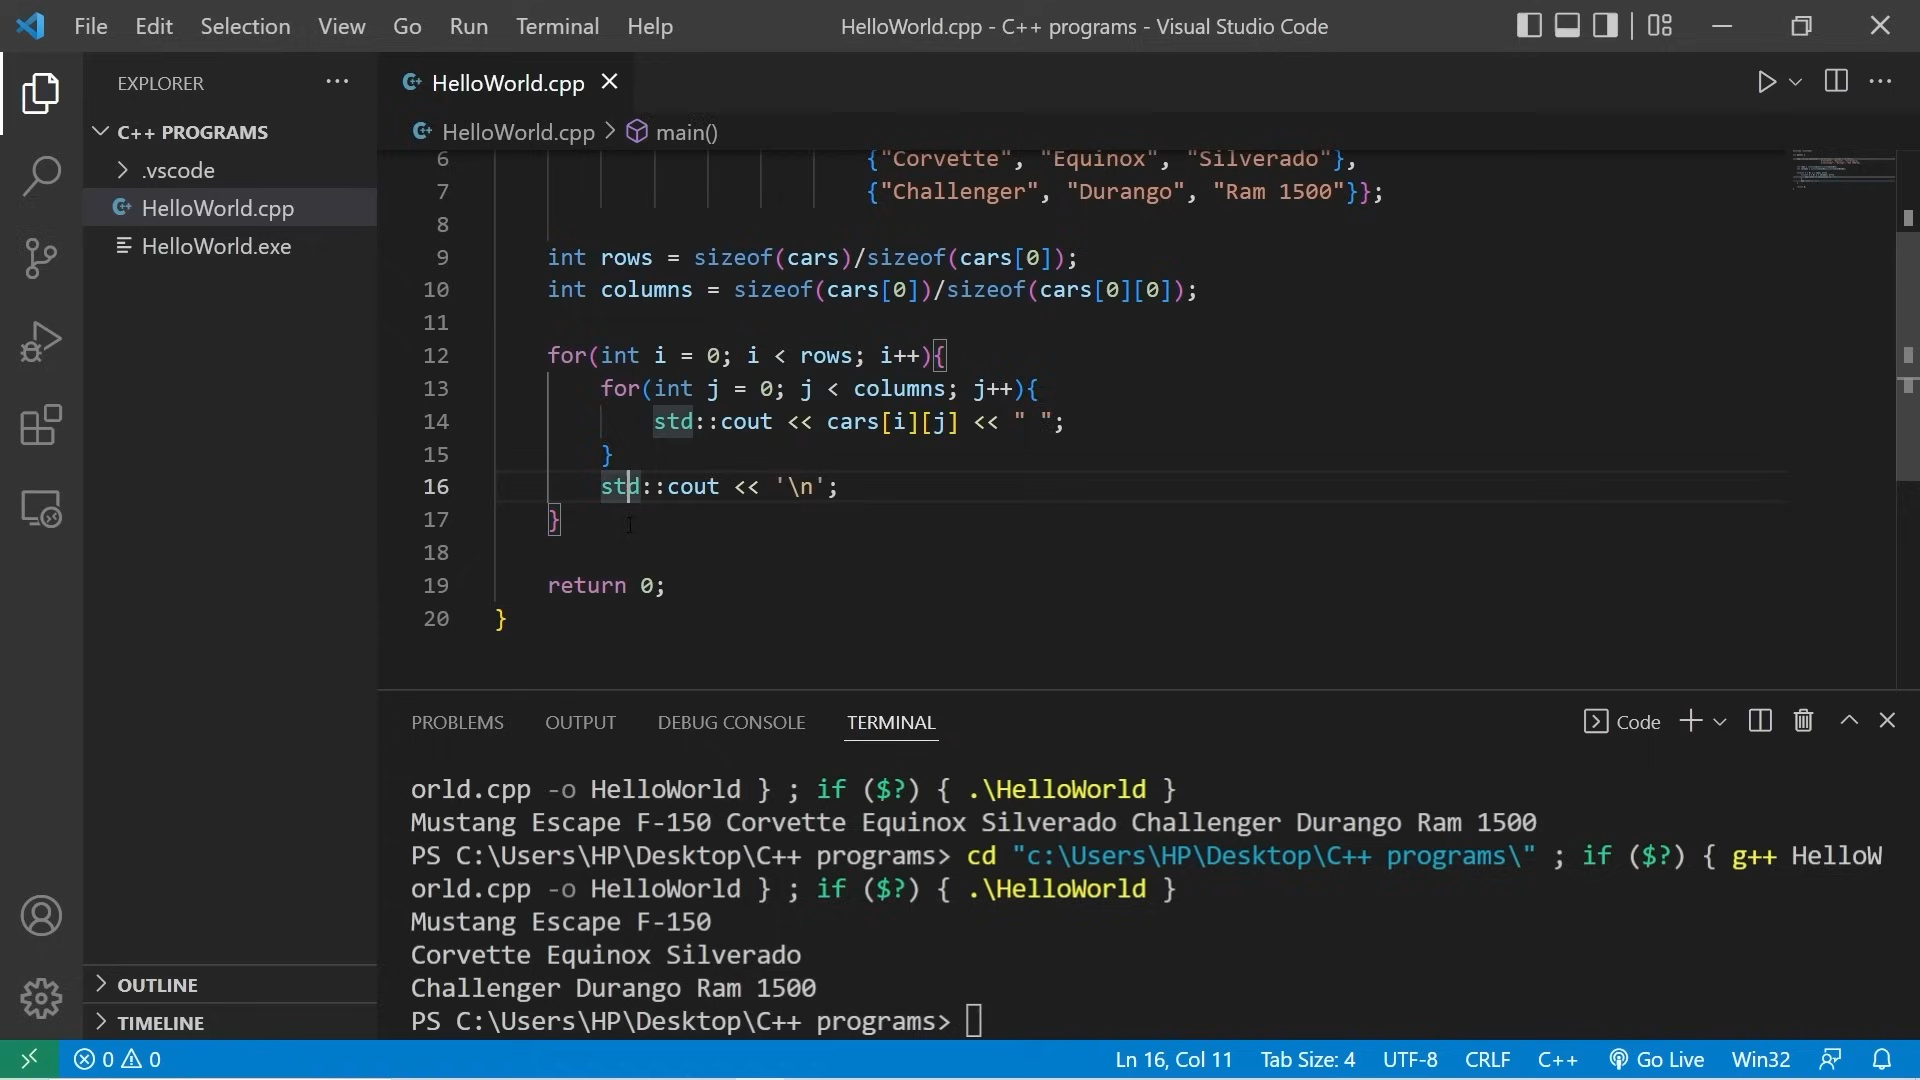 File Edit Selection View Go Run Terminal Help HelloWorld.cpp - C++ programs - Visual Studio Code
EXPLORER
C++ PROGRAMS
.vscode
HelloWorld.cpp
HelloWorld.exe
OUTLINE
TIMELINE
HelloWorld.cpp
HelloWorld.cpp > main()
6 {"Corvette", "Equinox", "Silverado"},
7 {"Challenger", "Durango", "Ram 1500"}};
8
9 int rows = sizeof(cars)/sizeof(cars[0]);
10 int columns = sizeof(cars[0])/sizeof(cars[0][0]);
11
12 for(int i = 0; i < rows; i++){
13 for(int j = 0; j < columns; j++){
14 std::cout << cars[i][j] << " ";
15 }
16 std::cout << '\n';
17 }
18
19 return 0;
20 }
PROBLEMS OUTPUT DEBUG CONSOLE TERMINAL Code
orld.cpp -o HelloWorld } ; if ($?) { .\HelloWorld }
Mustang Escape F-150 Corvette Equinox Silverado Challenger Durango Ram 1500
PS C:\Users\HP\Desktop\C++ programs> cd "c:\Users\HP\Desktop\C++ programs\" ; if ($?) { g++ HelloW
orld.cpp -o HelloWorld } ; if ($?) { .\HelloWorld }
Mustang Escape F-150
Corvette Equinox Silverado
Challenger Durango Ram 1500
PS C:\Users\HP\Desktop\C++ programs>
0 0 Ln 16, Col 11 Tab Size: 4 UTF-8 CRLF C++ Go Live Win32